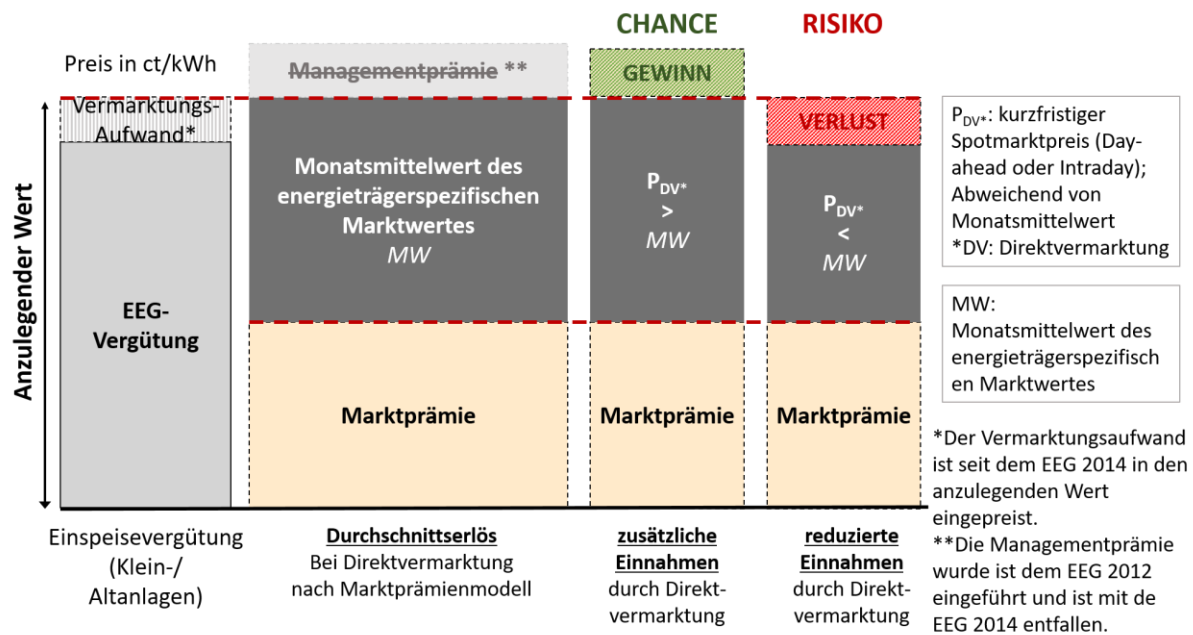 CHANCE
RISIKO
Preis in ct/kWh
Managementprämie **
GEWINN
Vermarktungs-
Aufwand*
VERLUST
Anzulegender Wert
EEG-
Vergütung
Monatsmittelwert des
energieträgerspezifischen
Marktwertes
MW
P_DV*
>
MW
P_DV*
<
MW
Marktprämie
Marktprämie
Marktprämie
P_DV*: kurzfristiger
Spotmarktpreis (Day-
ahead oder Intraday);
Abweichend von
Monatsmittelwert
*DV: Direktvermarktung
MW:
Monatsmittelwert des
energieträgerspezifisch
en Marktwertes
Einspeisevergütung
(Klein-/
Altanlagen)
Durchschnittserlös
Bei Direktvermarktung
nach Marktprämienmodell
zusätzliche
Einnahmen
durch Direkt-
vermarktung
reduzierte
Einnahmen
durch Direkt-
vermarktung
*Der Vermarktungsaufwand
ist seit dem EEG 2014 in den
anzulegenden Wert
eingepreist.
**Die Managementprämie
wurde ist dem EEG 2012
eingeführt und ist mit de
EEG 2014 entfallen.